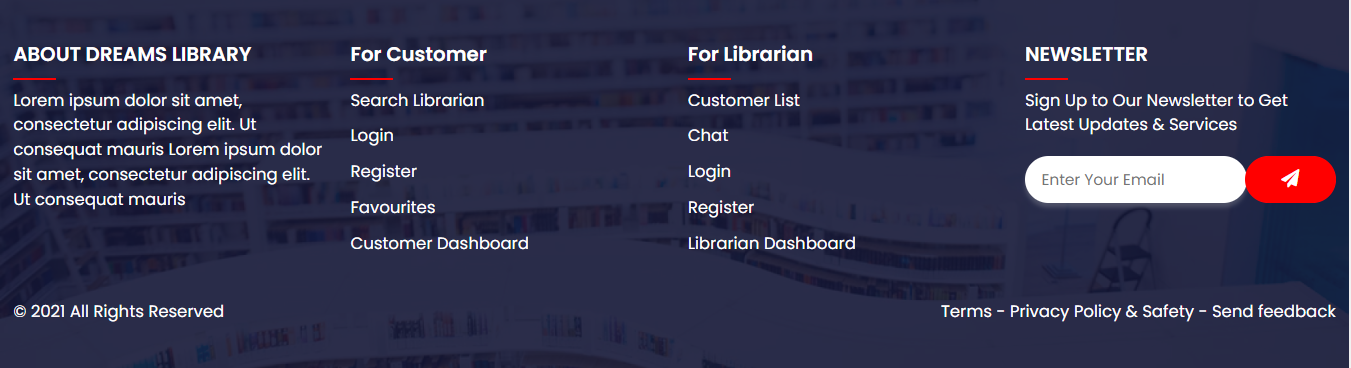 ABOUT DREAMS LIBRARY
Lorem ipsum dolor sit amet,
consectetur adipiscing elit. Ut
consequat mauris Lorem ipsum dolor
sit amet, consectetur adipiscing elit.
Ut consequat mauris
For Customer
Search Librarian
Login
Register
Favourites
Customer Dashboard
For Librarian
Customer List
Chat
Login
Register
Librarian Dashboard
NEWSLETTER
Sign Up to Our Newsletter to Get
Latest Updates & Services
Enter Your Email
© 2021 All Rights Reserved
Terms - Privacy Policy & Safety - Send feedback